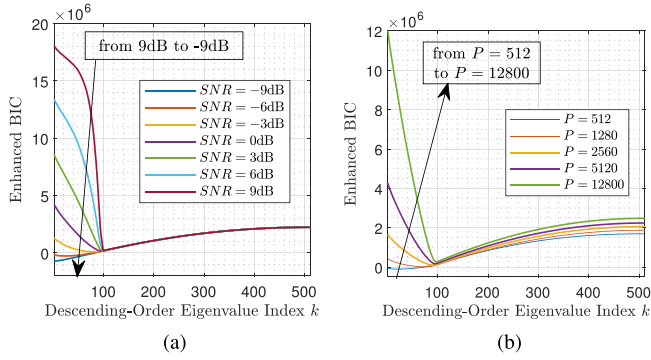 ×10^6
20
15
10
5
0
Enhanced BIC
from 9dB to -9dB
SNR = −9dB
SNR = −6dB
SNR = −3dB
SNR = 0dB
SNR = 3dB
SNR = 6dB
SNR = 9dB
100 200 300 400 500
Descending-Order Eigenvalue Index k
(a)
×10^6
12
10
8
6
4
2
0
Enhanced BIC
from P = 512
to P = 12800
P = 512
P = 1280
P = 2560
P = 5120
P = 12800
100 200 300 400 500
Descending-Order Eigenvalue Index k
(b)